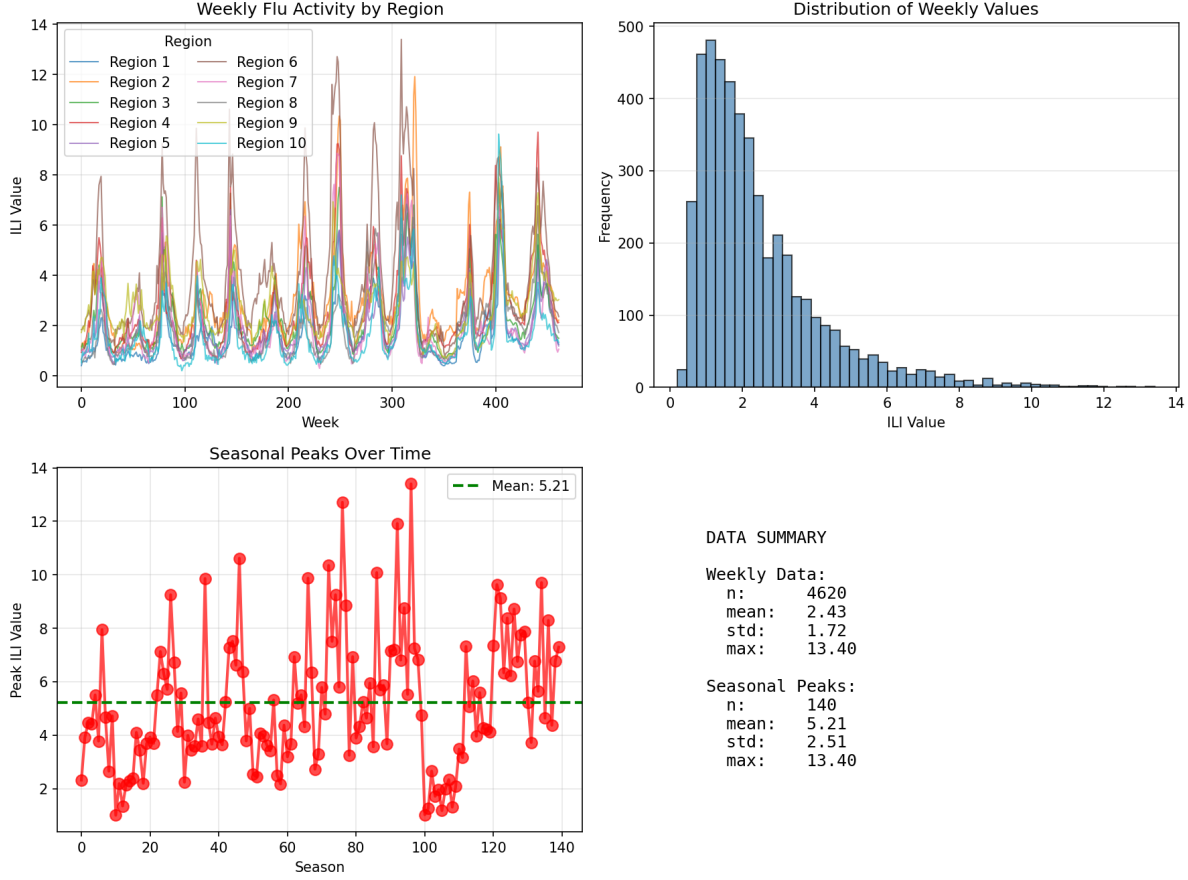 Weekly Flu Activity by Region
14
12
10
8
6
4
2
0
ILI Value
Region
Region 1
Region 2
Region 3
Region 4
Region 5
Region 6
Region 7
Region 8
Region 9
Region 10
0 100 200 300 400
Week
Distribution of Weekly Values
500
400
300
200
100
0
Frequency
0 2 4 6 8 10 12 14
ILI Value
Seasonal Peaks Over Time
14
12
10
8
6
4
2
Peak ILI Value
Mean: 5.21
0 20 40 60 80 100 120 140
Season
DATA SUMMARY
Weekly Data:
n: 4620
mean: 2.43
std: 1.72
max: 13.40
Seasonal Peaks:
n: 140
mean: 5.21
std: 2.51
max: 13.40